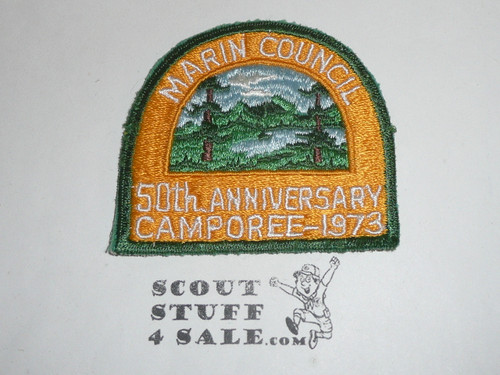 MARIN COUNCIL
50th ANNIVERSARY
CAMPOREE-1973
SCOUT
STUFF
4 SALE.COM